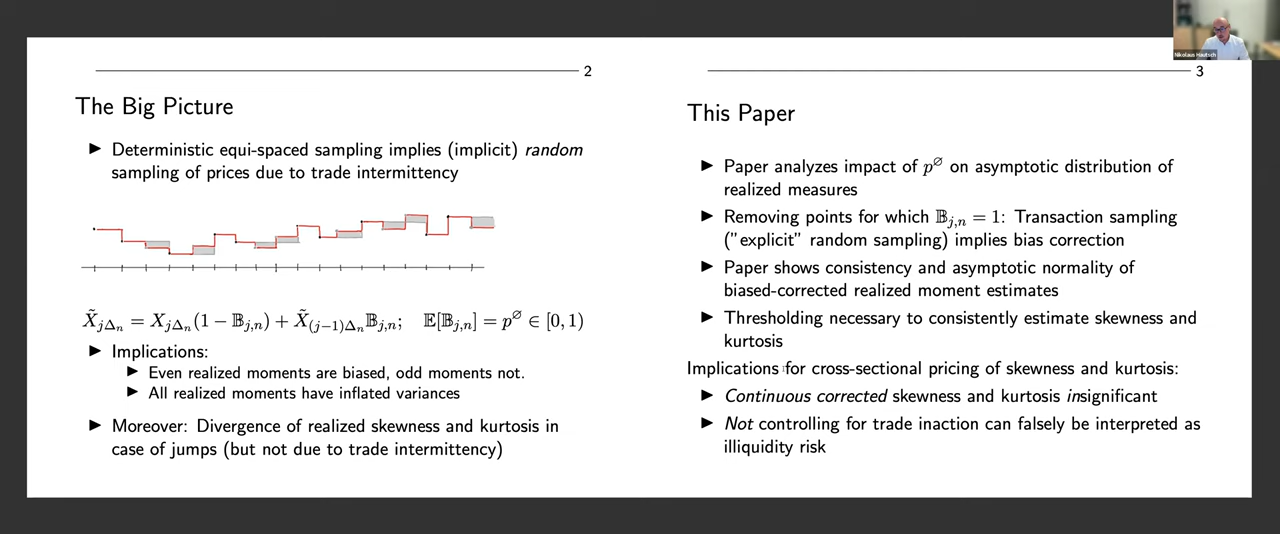 Nikolaus Hautsch
2
The Big Picture
► Deterministic equi-spaced sampling implies (implicit) random
sampling of prices due to trade intermittency
X̃_{jΔ_n} = X_{jΔ_n}(1 − 𝔹_{j,n}) + X̃_{(j−1)Δ_n}𝔹_{j,n};   𝔼[𝔹_{j,n}] = p^∅ ∈ [0, 1)
► Implications:
► Even realized moments are biased, odd moments not.
► All realized moments have inflated variances
► Moreover: Divergence of realized skewness and kurtosis in
case of jumps (but not due to trade intermittency)
3
This Paper
► Paper analyzes impact of p^∅ on asymptotic distribution of
realized measures
► Removing points for which 𝔹_{j,n} = 1: Transaction sampling
("explicit" random sampling) implies bias correction
► Paper shows consistency and asymptotic normality of
biased-corrected realized moment estimates
► Thresholding necessary to consistently estimate skewness and
kurtosis
Implications for cross-sectional pricing of skewness and kurtosis:
► Continuous corrected skewness and kurtosis insignificant
► Not controlling for trade inaction can falsely be interpreted as
illiquidity risk